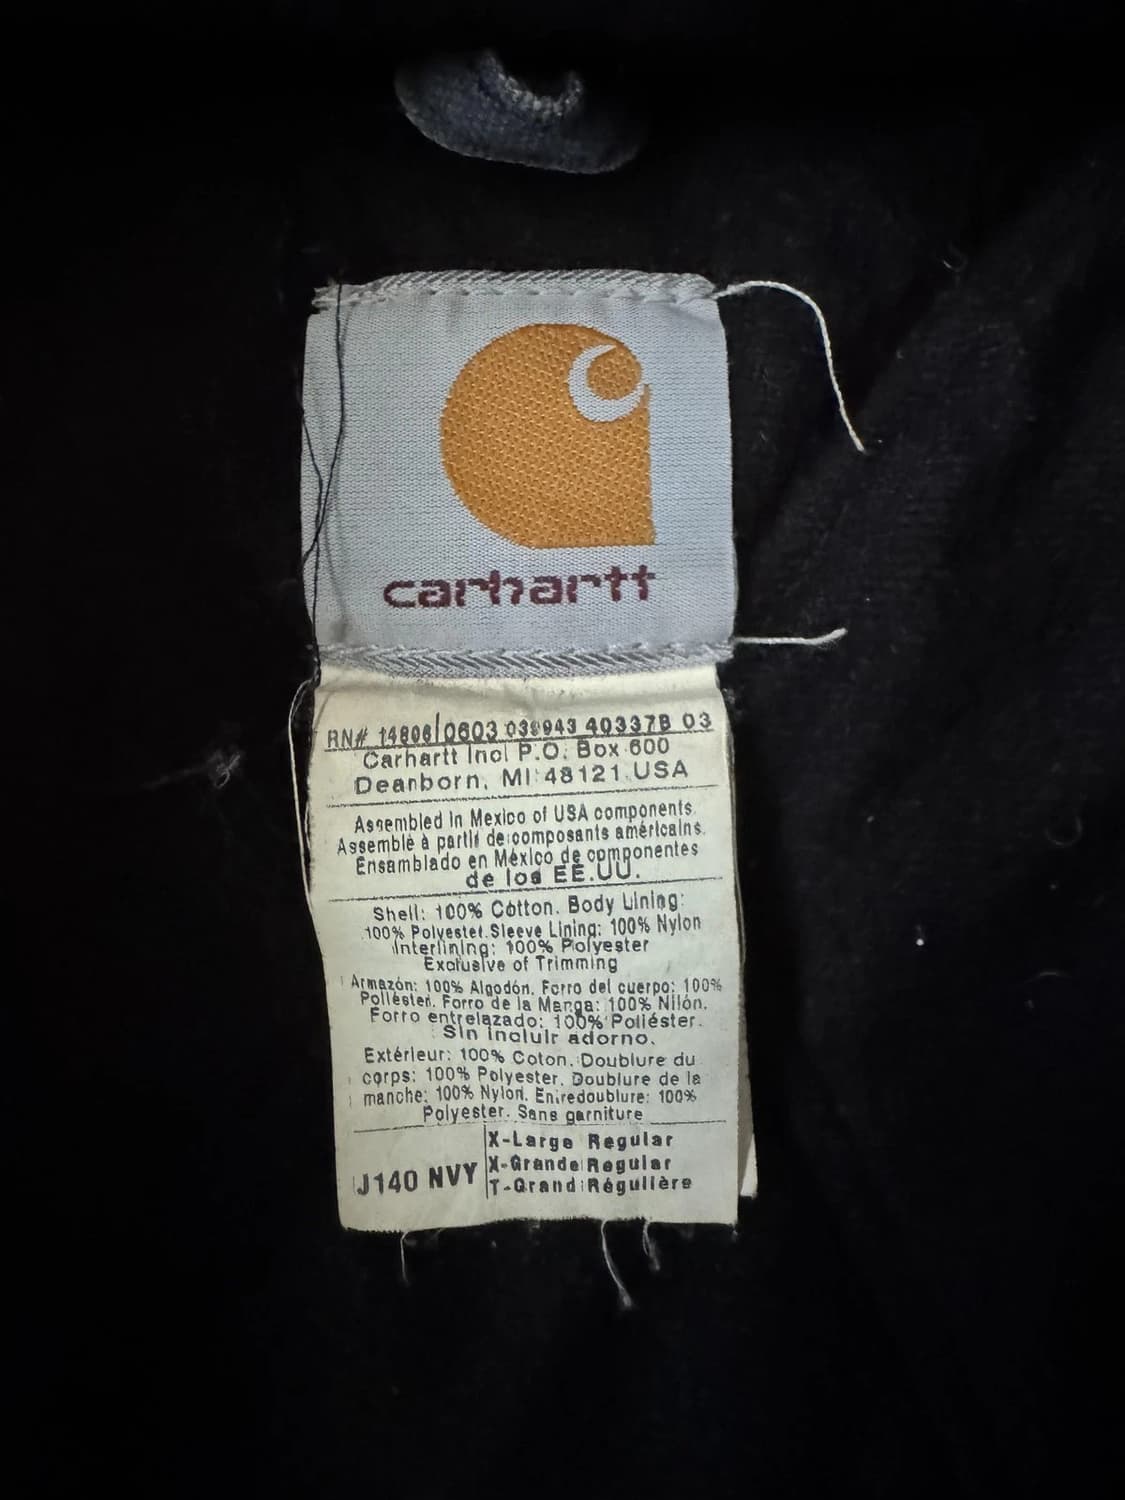 carhartt
RN# 14806/0603 039943 40337B 03
Carhartt Inc. P.O. Box 600
Dearborn, MI 48121 USA
Assembled in Mexico of USA components.
Assemblé à partir de composants américains.
Ensamblado en México de componentes
de los EE.UU.
Shell: 100% Cotton. Body Lining:
100% Polyester. Sleeve Lining: 100% Nylon
Interlining: 100% Polyester
Exclusive of Trimming
Armazón: 100% Algodón. Forro del cuerpo: 100%
Poliéster. Forro de la Manga: 100% Nilón.
Forro entrelazado: 100% Poliéster.
Sin incluir adorno.
Extérieur: 100% Coton. Doublure du
corps: 100% Polyester. Doublure de la
manche: 100% Nylon. Entredoublure: 100%
Polyester. Sans garniture
J140 NVY
X-Large Regular
X-Grande Regular
T-Grand Régulière